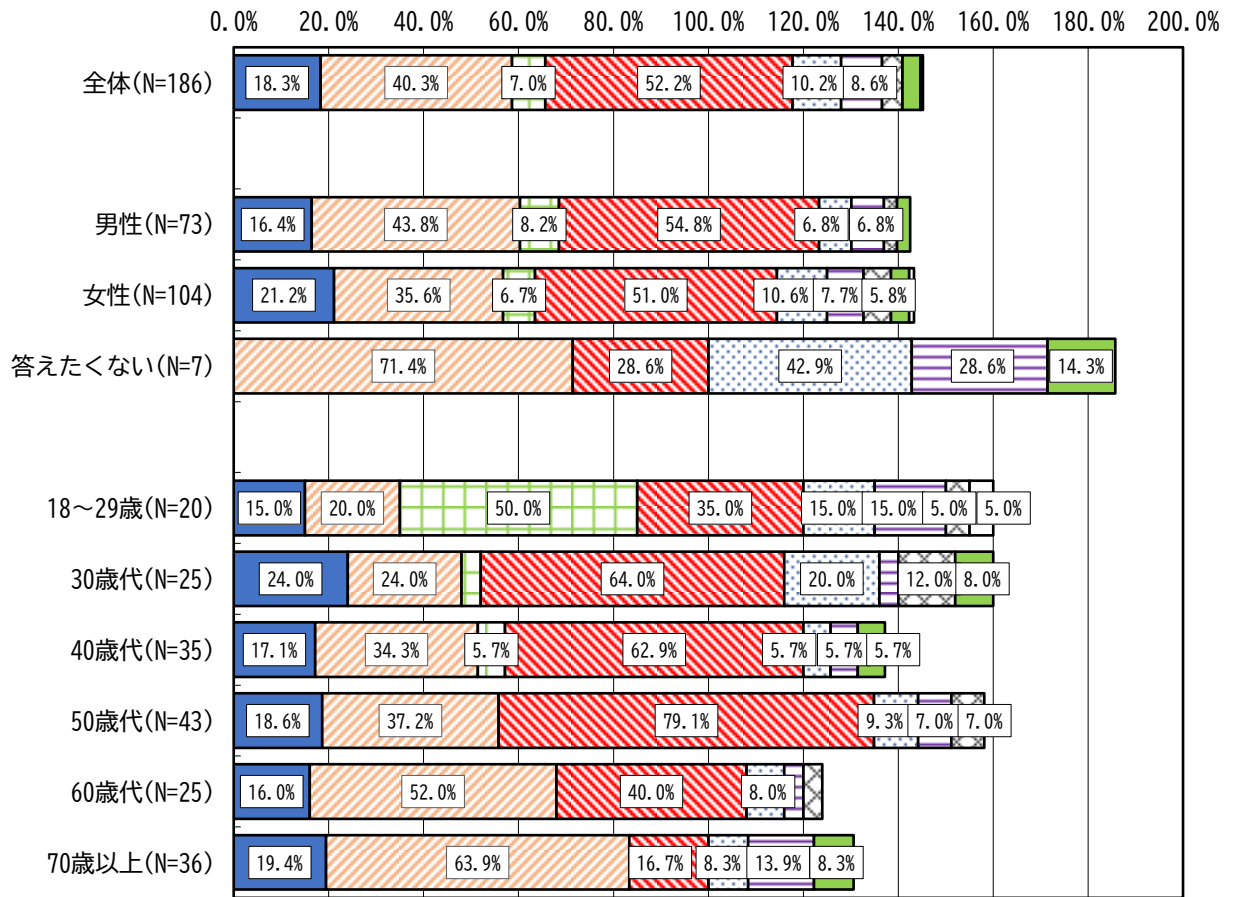 0.0% 20.0% 40.0% 60.0% 80.0% 100.0% 120.0% 140.0% 160.0% 180.0% 200.0%
全体(N=186) 18.3% 40.3% 7.0% 52.2% 10.2% 8.6%
男性(N=73) 16.4% 43.8% 8.2% 54.8% 6.8% 6.8%
女性(N=104) 21.2% 35.6% 6.7% 51.0% 10.6% 7.7% 5.8%
答えたくない(N=7) 71.4% 28.6% 42.9% 28.6% 14.3%
18～29歳(N=20) 15.0% 20.0% 50.0% 35.0% 15.0% 15.0% 5.0% 5.0%
30歳代(N=25) 24.0% 24.0% 64.0% 20.0% 12.0% 8.0%
40歳代(N=35) 17.1% 34.3% 5.7% 62.9% 5.7% 5.7% 5.7%
50歳代(N=43) 18.6% 37.2% 79.1% 9.3% 7.0% 7.0%
60歳代(N=25) 16.0% 52.0% 40.0% 8.0%
70歳以上(N=36) 19.4% 63.9% 16.7% 8.3% 13.9% 8.3%